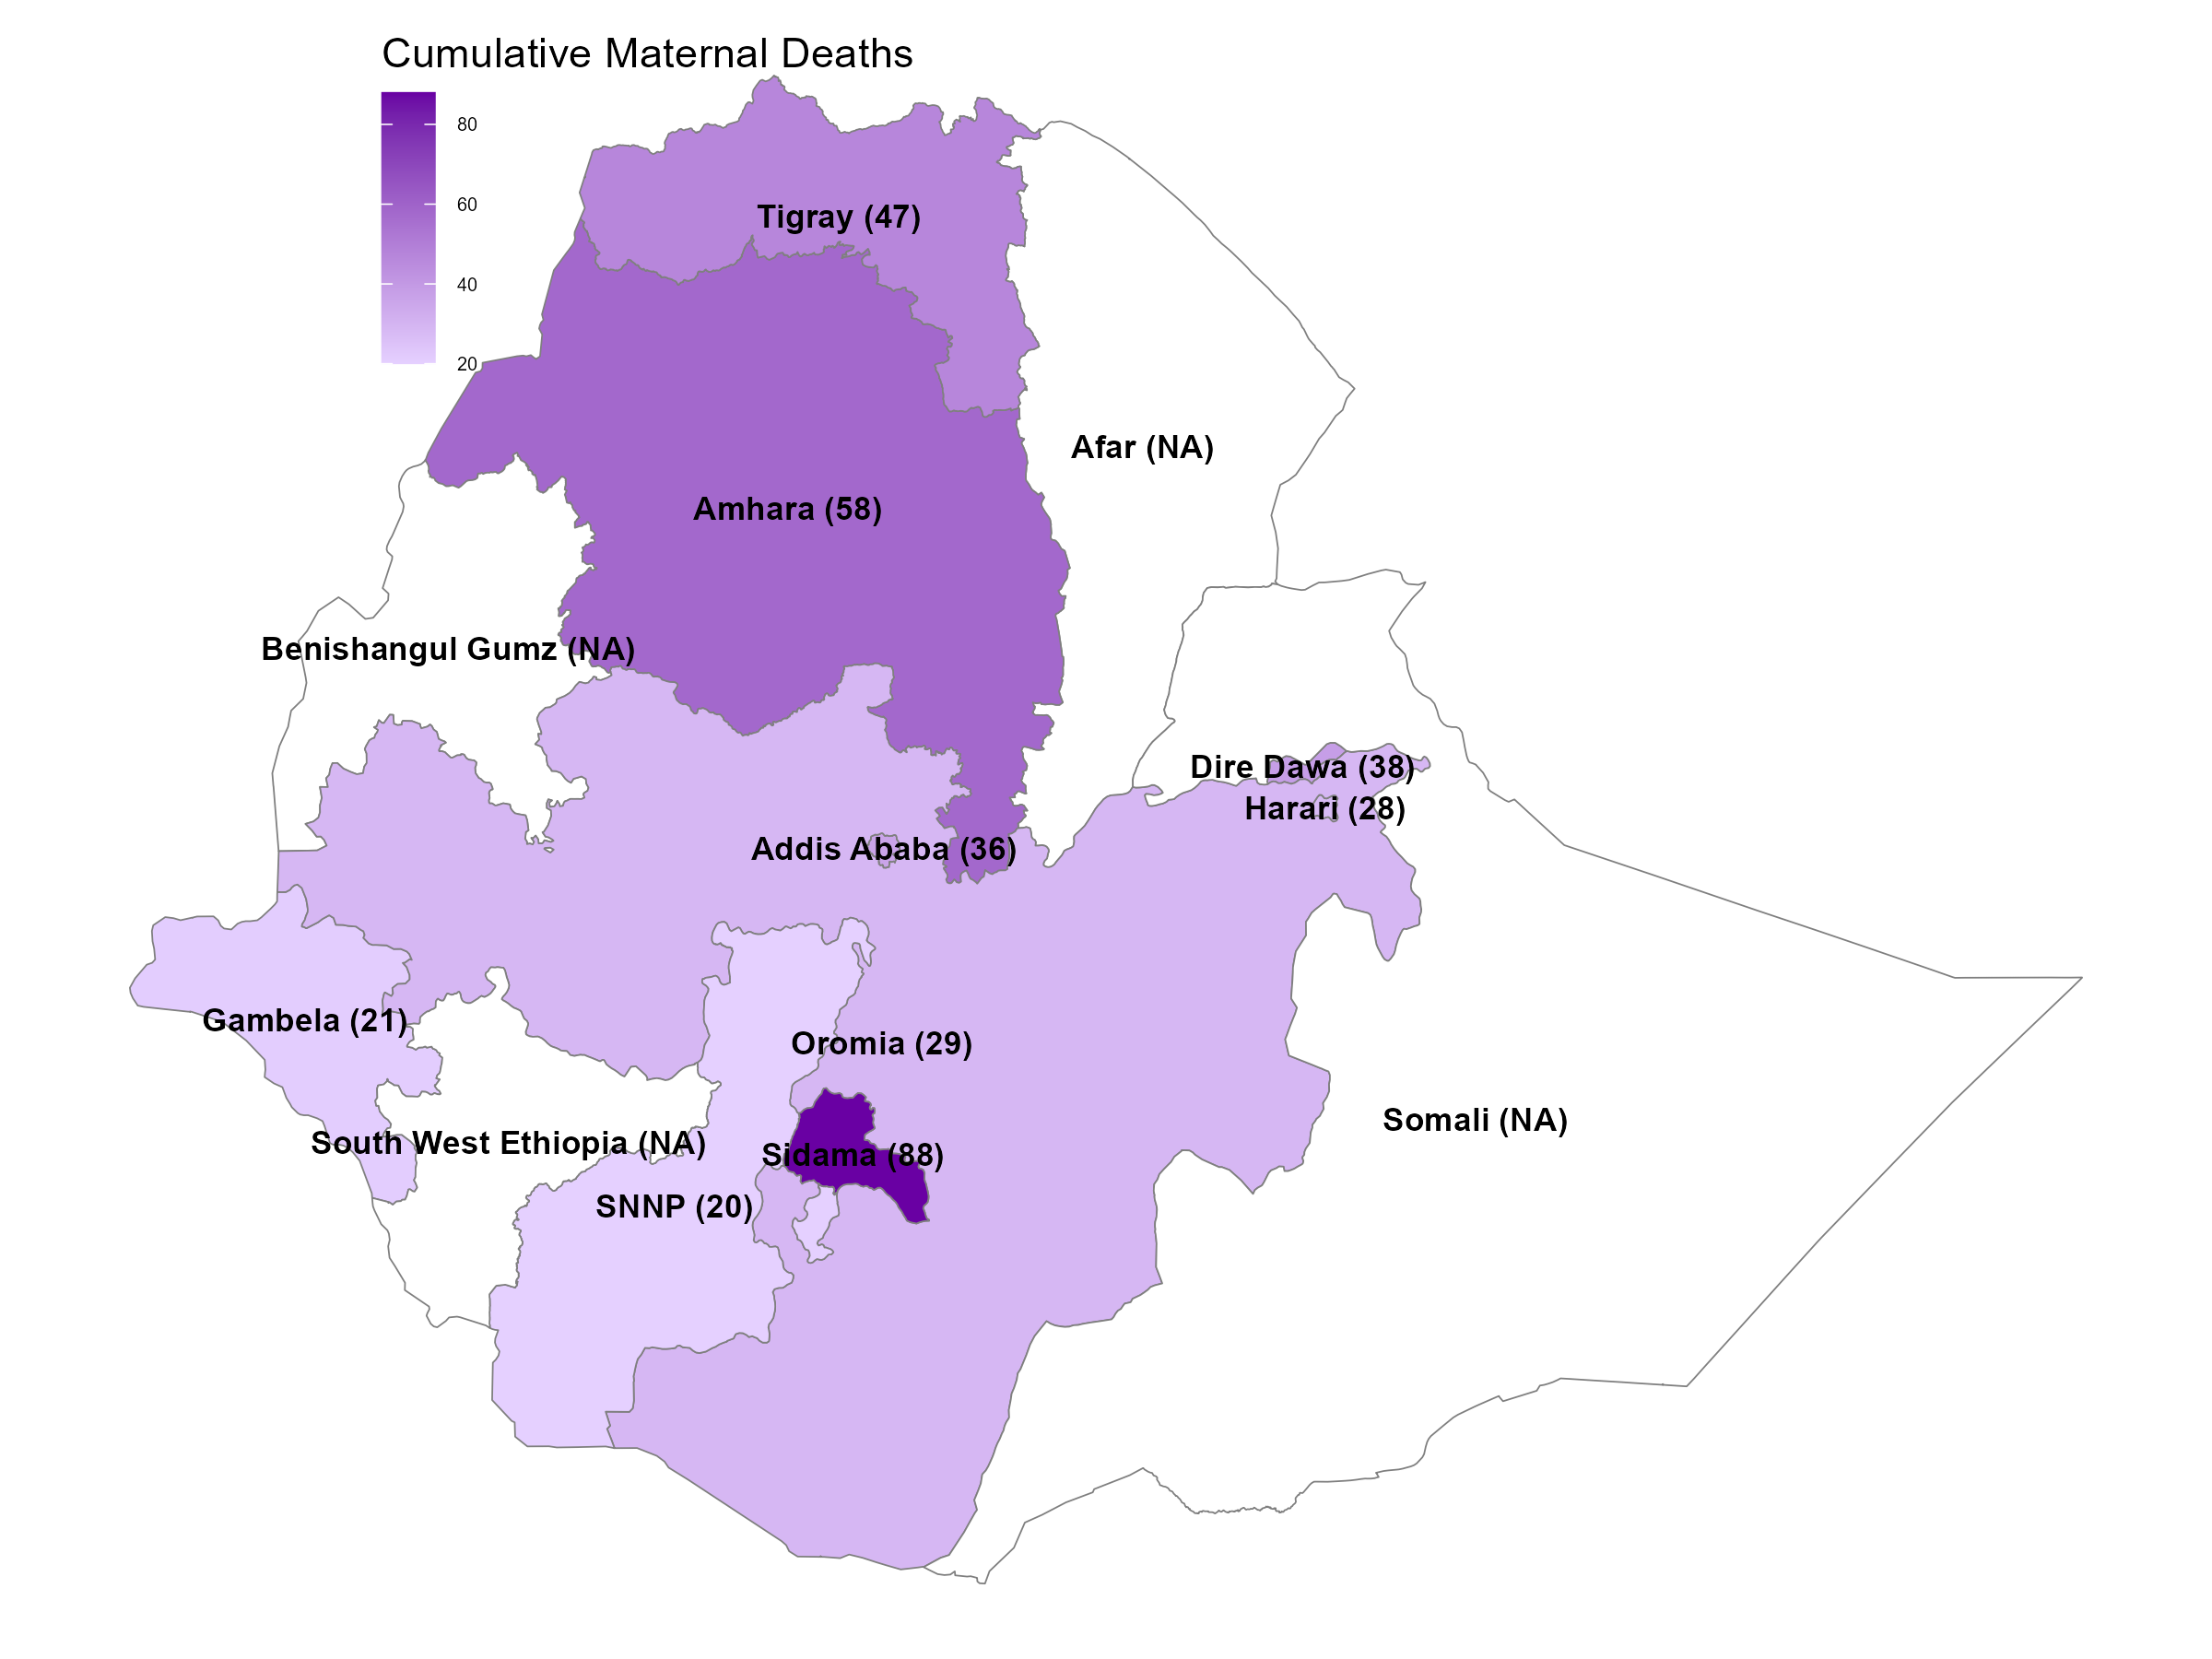 Cumulative Maternal Deaths
80
60
40
20
Tigray (47)
Afar (NA)
Amhara (58)
Benishangul Gumz (NA)
Dire Dawa (38)
Harari (28)
Addis Ababa (36)
Gambela (21)
Oromia (29)
Somali (NA)
South West Ethiopia (NA)
Sidama (88)
SNNP (20)